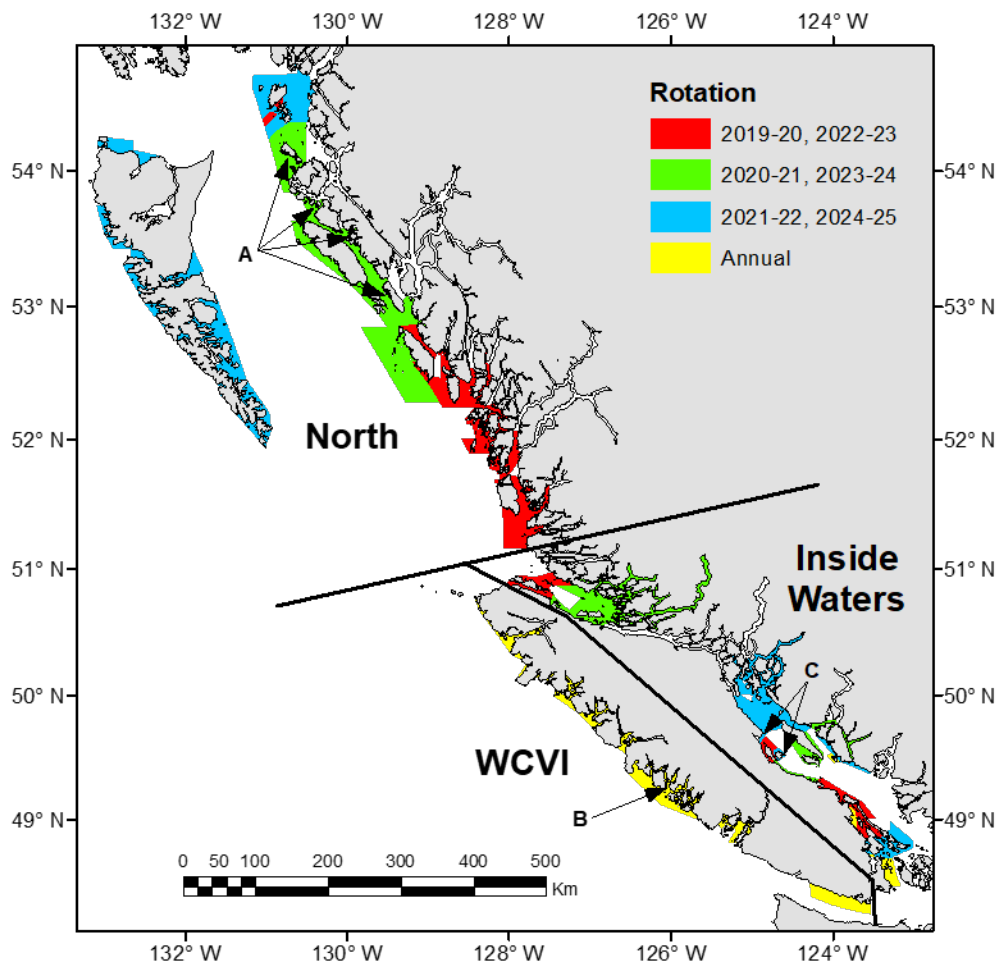 132° W 130° W 128° W 126° W 124° W
Rotation
2019-20, 2022-23
2020-21, 2023-24
2021-22, 2024-25
Annual
54° N 54° N
A
53° N 53° N
52° N 52° N
North
51° N 51° N
Inside
Waters
50° N 50° N
C
WCVI
B
49° N 49° N
0 50 100 200 300 400 500
Km
132° W 130° W 128° W 126° W 124° W